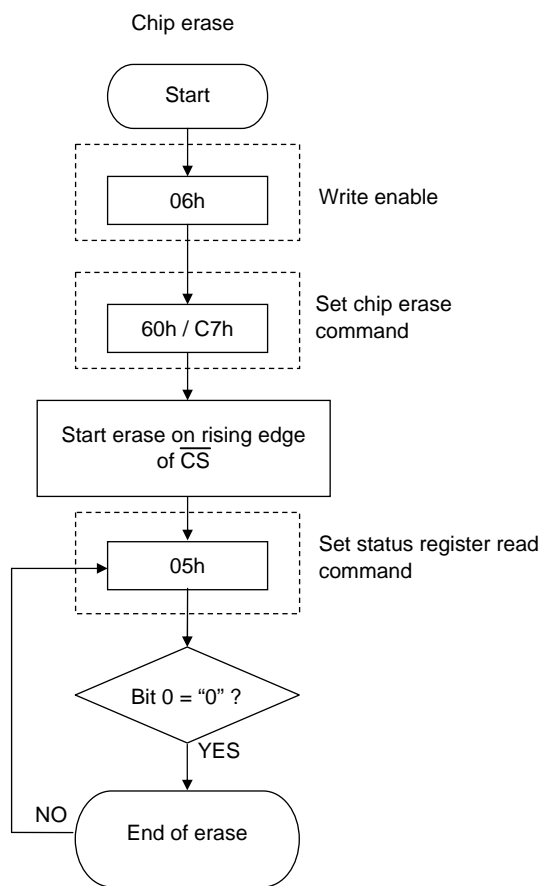 Chip erase
Start
06h
Write enable
60h / C7h
Set chip erase
command
Start erase on rising edge
of C̅S̅
05h
Set status register read
command
Bit 0 = “0” ?
YES
NO
End of erase